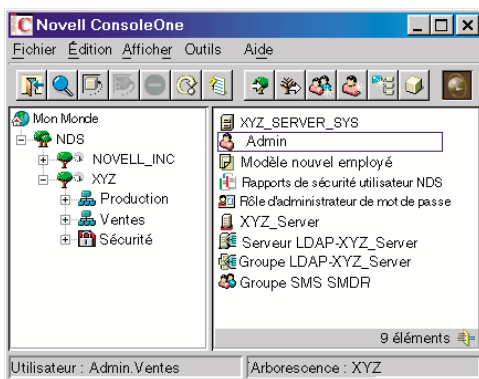 Novell ConsoleOne
Fichier Édition Afficher Outils Aide
Mon Monde
NDS
NOVELL_INC
XYZ
Production
Ventes
Sécurité
XYZ_SERVER_SYS
Admin
Modèle nouvel employé
Rapports de sécurité utilisateur NDS
Rôle d'administrateur de mot de passe
XYZ_Server
Serveur LDAP-XYZ_Server
Groupe LDAP-XYZ_Server
Groupe SMS SMDR
9 éléments
Utilisateur : Admin.Ventes
Arborescence : XYZ